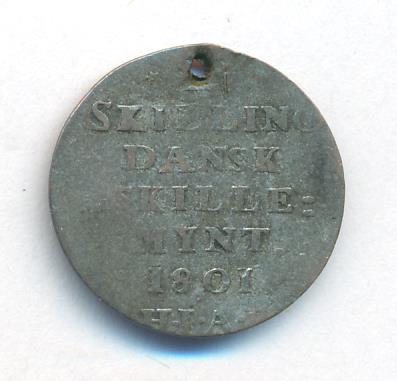 SKILLING
DANSK
SKILLE:
MYNT.
1801
H·I·A·